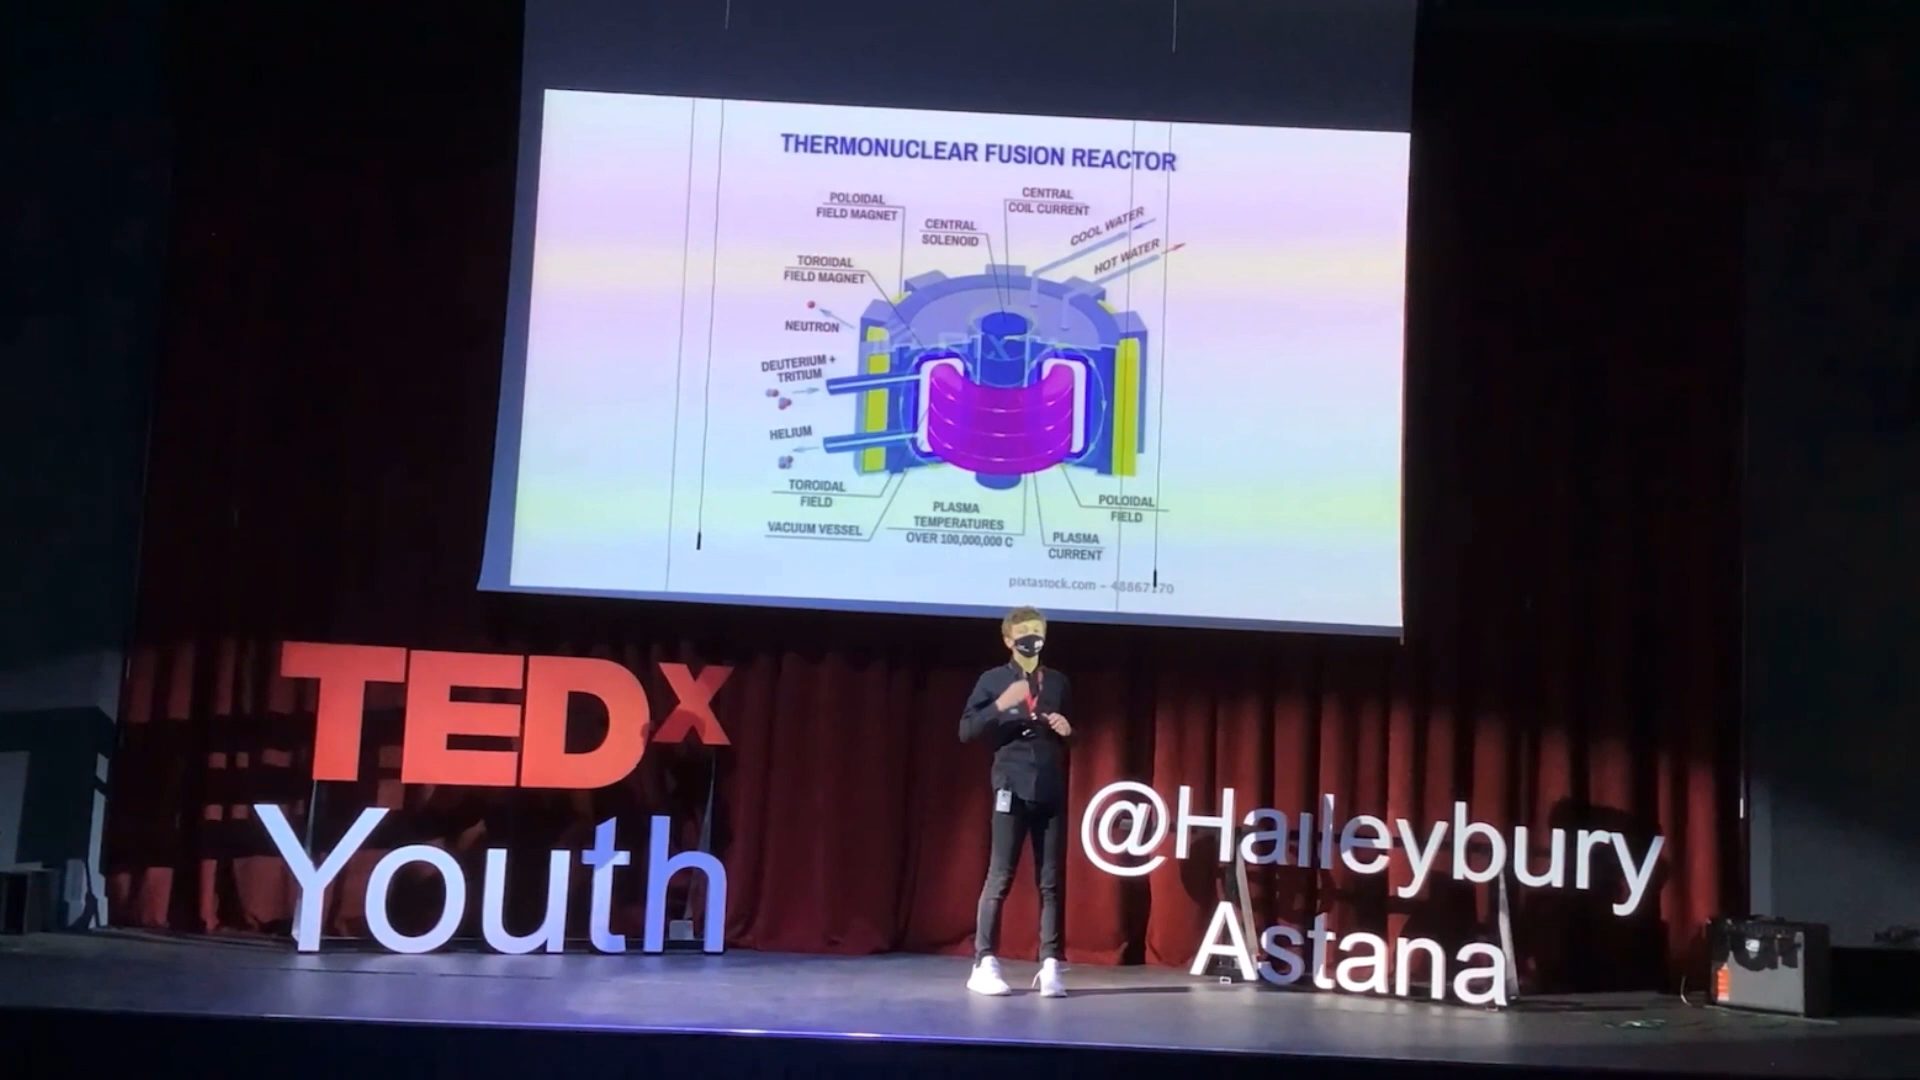 THERMONUCLEAR FUSION REACTOR
POLOIDAL
FIELD MAGNET
CENTRAL
SOLENOID
CENTRAL
COIL CURRENT
COOL WATER
HOT WATER
TOROIDAL
FIELD MAGNET
NEUTRON
DEUTERIUM +
TRITIUM
HELIUM
TOROIDAL
FIELD
VACUUM VESSEL
PLASMA
TEMPERATURES
OVER 100,000,000 C
PLASMA
CURRENT
POLOIDAL
FIELD
pixtastock.com - 48867170
TEDx
Youth
@Haileybury
Astana